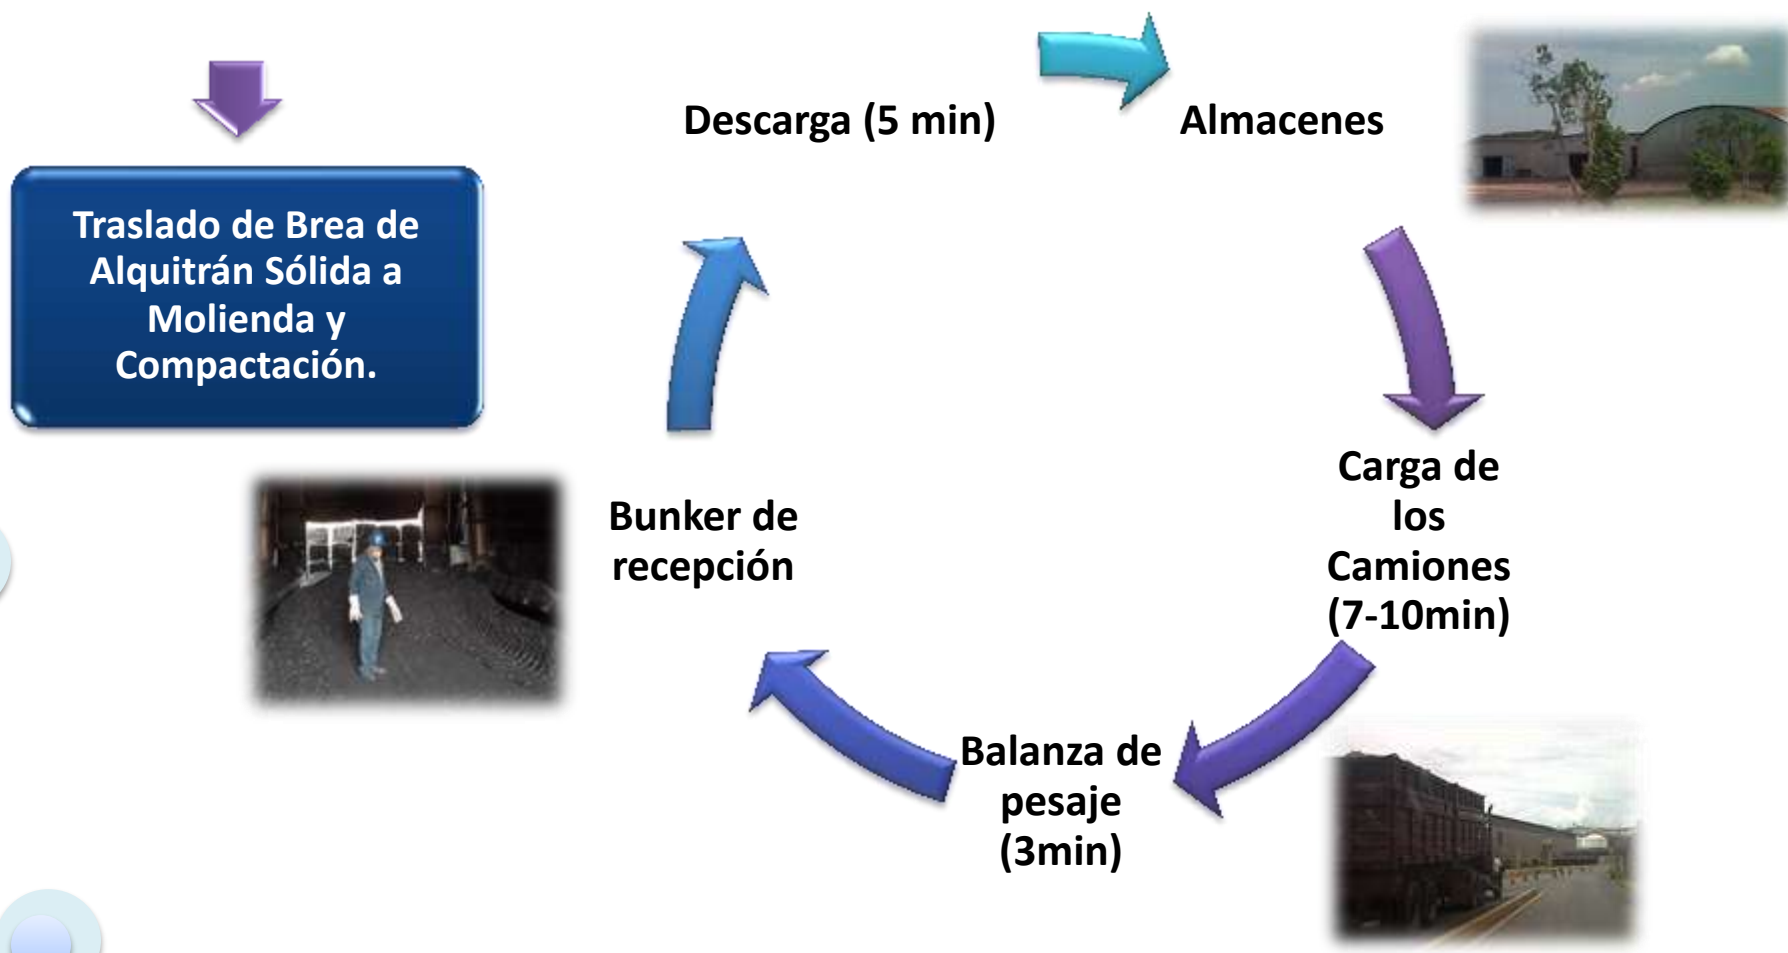 Descarga (5 min)
Almacenes
Traslado de Brea de
Alquitrán Sólida a
Molienda y
Compactación.
Carga de
los
Camiones
(7-10min)
Bunker de
recepción
Balanza de
pesaje
(3min)